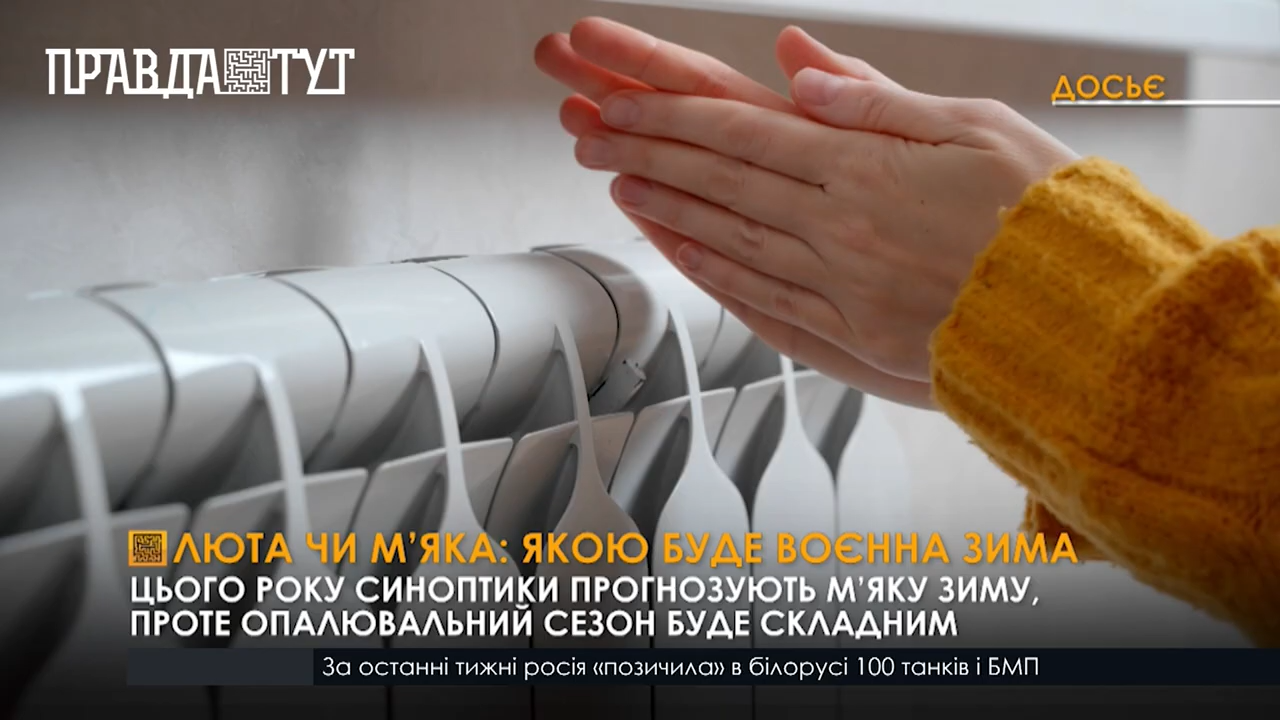 ПРАВДА ТУТ
ДОСЬЄ
ЛЮТА ЧИ М’ЯКА: ЯКОЮ БУДЕ ВОЄННА ЗИМА
ЦЬОГО РОКУ СИНОПТИКИ ПРОГНОЗУЮТЬ М’ЯКУ ЗИМУ,
ПРОТЕ ОПАЛЮВАЛЬНИЙ СЕЗОН БУДЕ СКЛАДНИМ
За останні тижні росія «позичила» в білорусі 100 танків і БМП